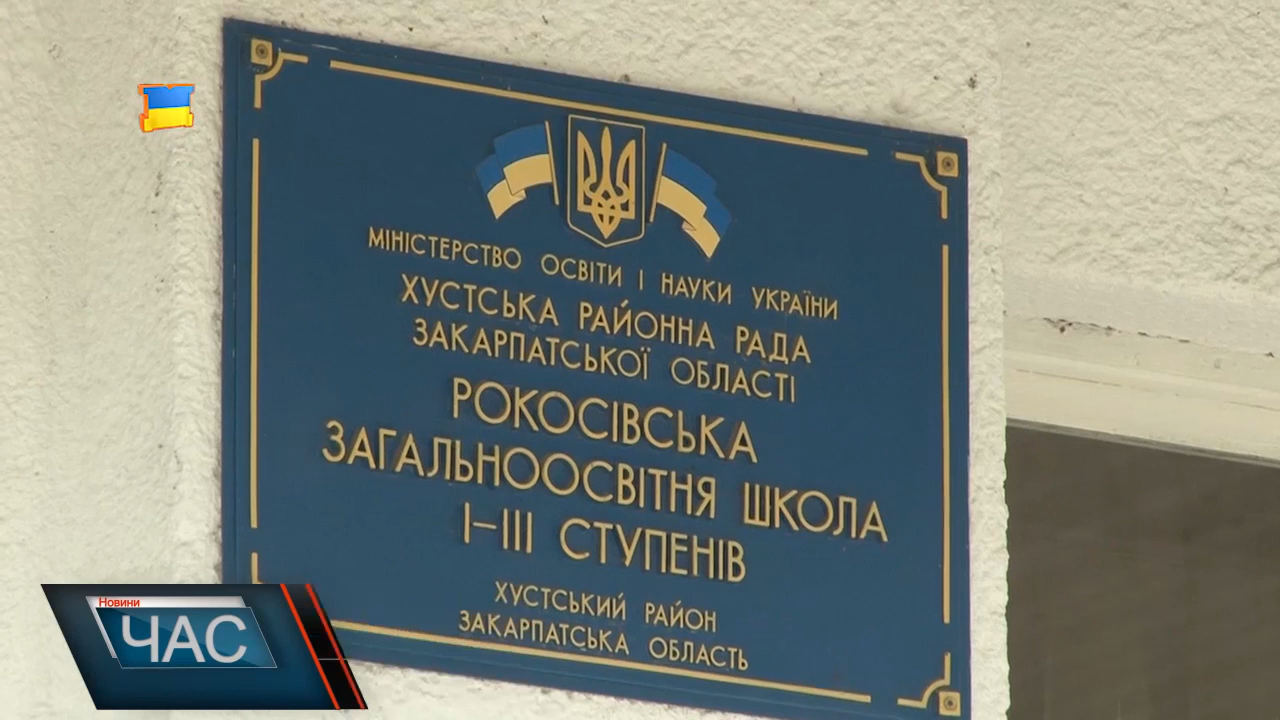 МІНІСТЕРСТВО ОСВІТИ І НАУКИ УКРАЇНИ
ХУСТСЬКА РАЙОННА РАДА
ЗАКАРПАТСЬКОЇ ОБЛАСТІ
РОКОСІВСЬКА
ЗАГАЛЬНООСВІТНЯ ШКОЛА
І–ІІІ СТУПЕНІВ
ХУСТСЬКИЙ РАЙОН
ЗАКАРПАТСЬКА ОБЛАСТЬ
Новини
ЧАС